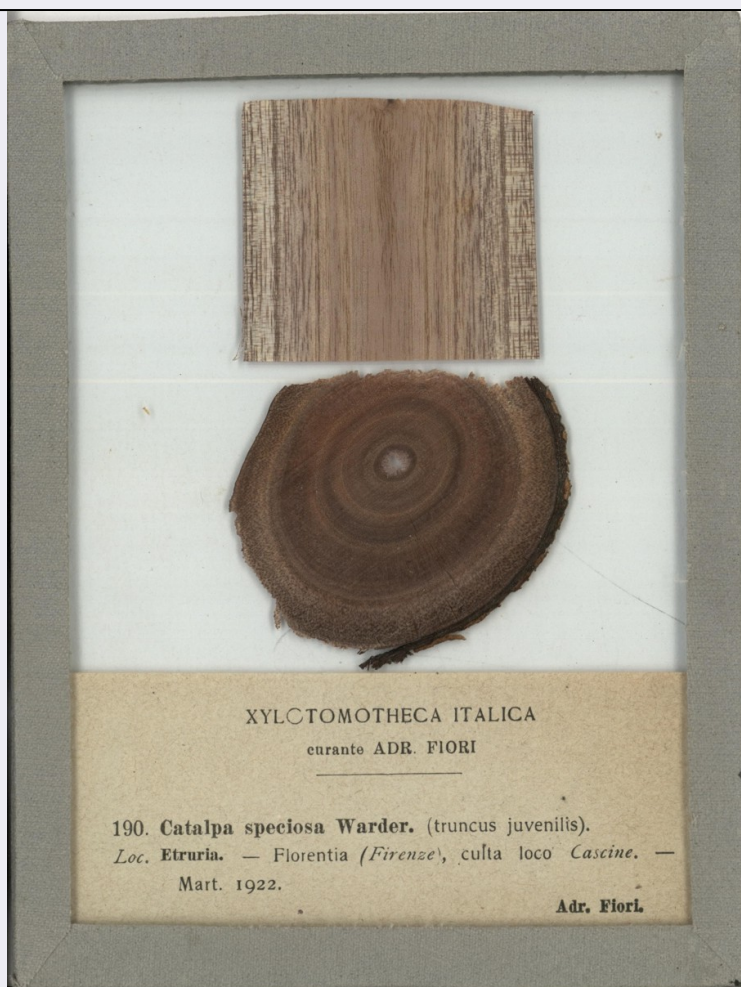 XYLOTOMOTHECA ITALICA
curante ADR. FIORI
190. Catalpa speciosa Warder. (truncus juvenilis).
Loc. Etruria. — Florentia (Firenze), culta loco Cascine. —
Mart. 1922.
Adr. Fiori.